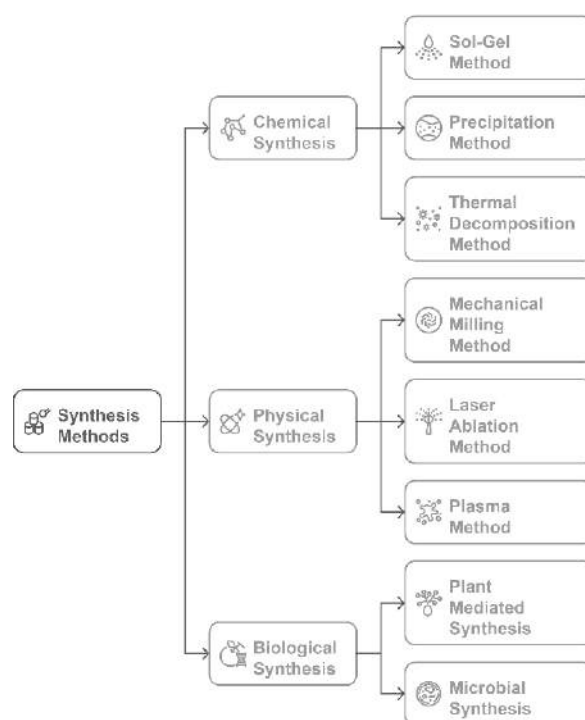 Sol-Gel
Method
Chemical
Synthesis
Precipitation
Method
Thermal
Decomposition
Method
Mechanical
Milling
Method
Synthesis
Methods
Physical
Synthesis
Laser
Ablation
Method
Plasma
Method
Plant
Mediated
Synthesis
Biological
Synthesis
Microbial
Synthesis